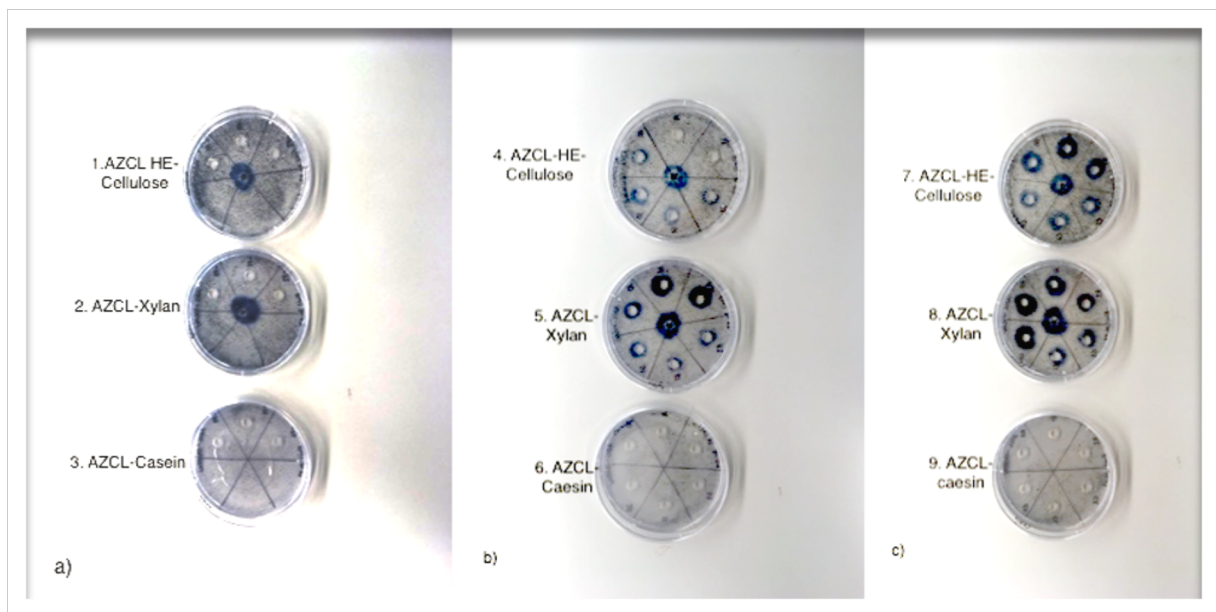 1.AZCL HE-
Cellulose
2. AZCL-Xylan
3. AZCL-Casein
a)
4. AZCL-HE-
Cellulose
5. AZCL-
Xylan
6. AZCL-
Caesin
b)
7. AZCL-HE-
Cellulose
8. AZCL-
Xylan
9. AZCL-
caesin
c)